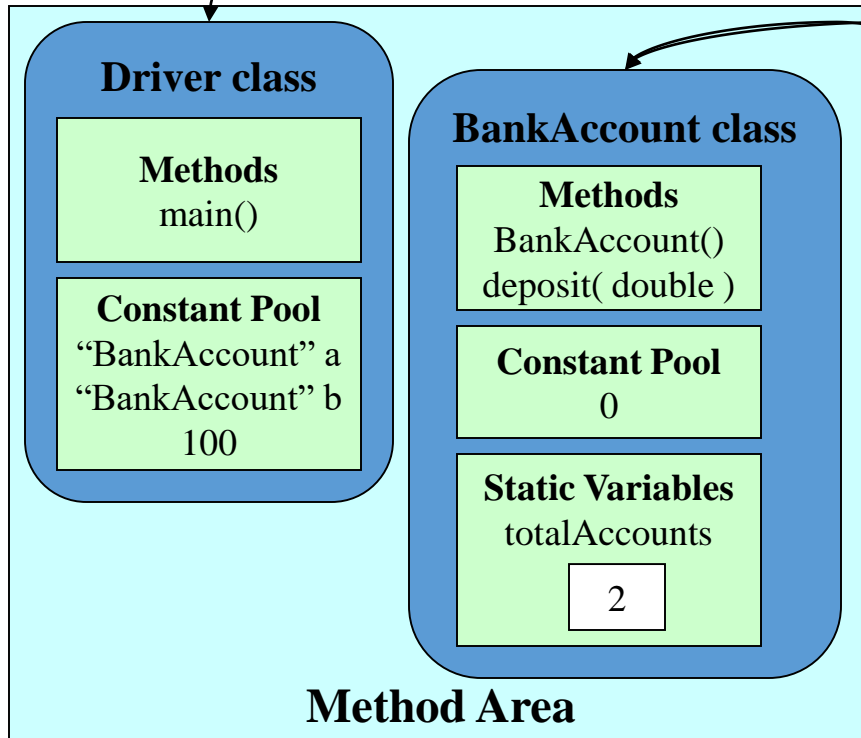 Driver class
Methods
main()
Constant Pool
“BankAccount” a
“BankAccount” b
100
BankAccount class
Methods
BankAccount()
deposit( double )
Constant Pool
0
Static Variables
totalAccounts
2
Method Area